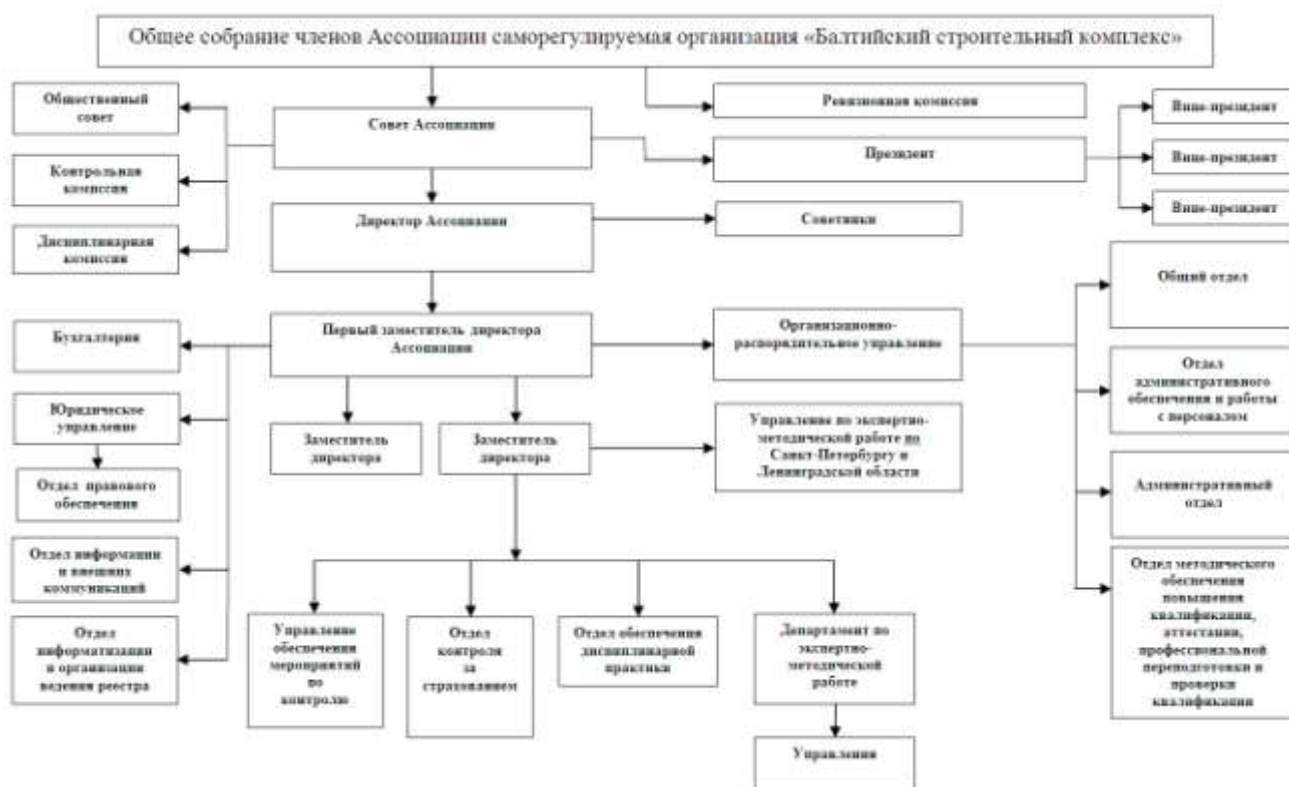 Общее собрание членов Ассоциации саморегулируемая организация «Балтийский строительный комплекс»
Общественный
совет
Контрольная
комиссия
Дисциплинарная
комиссия
Совет Ассоциации
Ревизионная комиссия
Президент
Вице-президент
Вице-президент
Вице-президент
Директор Ассоциации
Советники
Первый заместитель директора
Ассоциации
Бухгалтерия
Юридическое
управление
Отдел правового
обеспечения
Отдел информации
и внешних
коммуникаций
Отдел
информатизации
и организации
ведения реестра
Заместитель
директора
Заместитель
директора
Организационно-
распорядительное управление
Управление по экспертно-
методической работе по
Санкт-Петербургу и
Ленинградской области
Общий отдел
Отдел
административного
обеспечения и работы
с персоналом
Административный
отдел
Отдел методического
обеспечения
повышения
квалификации,
аттестации,
профессиональной
переподготовки и
проверки
квалификации
Управление
обеспечения
мероприятий
по
контролю
Отдел
контроля
за
страхованием
Отдел обеспечения
дисциплинарной
практики
Департамент по
экспертно-
методической
работе
Управления